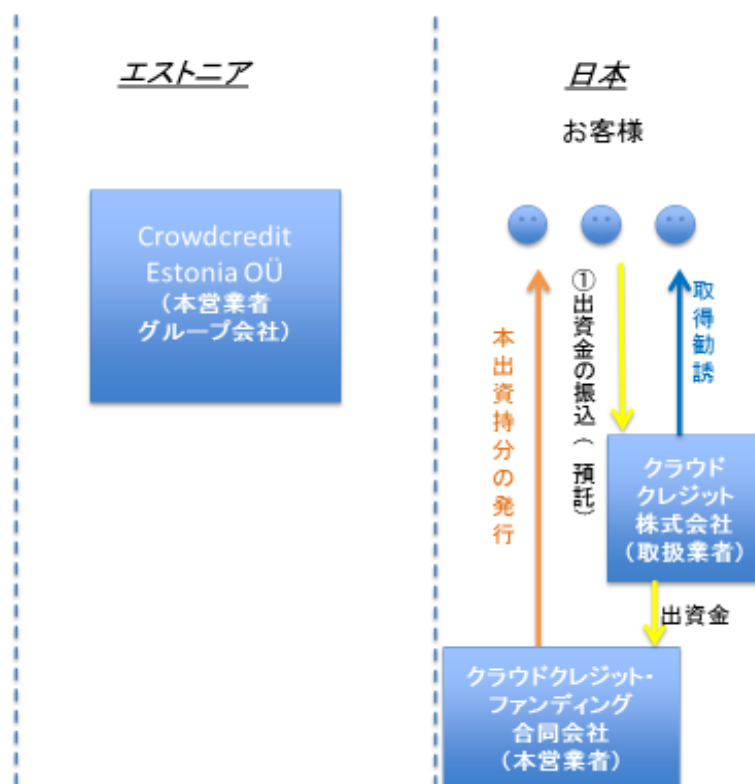 エストニア
Crowdcredit
Estonia OÜ
(本営業者
グループ会社)
日本
お客様
本出資持分の発行
①出資金の振込(預託)
取得勧誘
クラウド
クレジット
株式会社
(取扱業者)
出資金
クラウドクレジット・
ファンディング
合同会社
(本営業者)